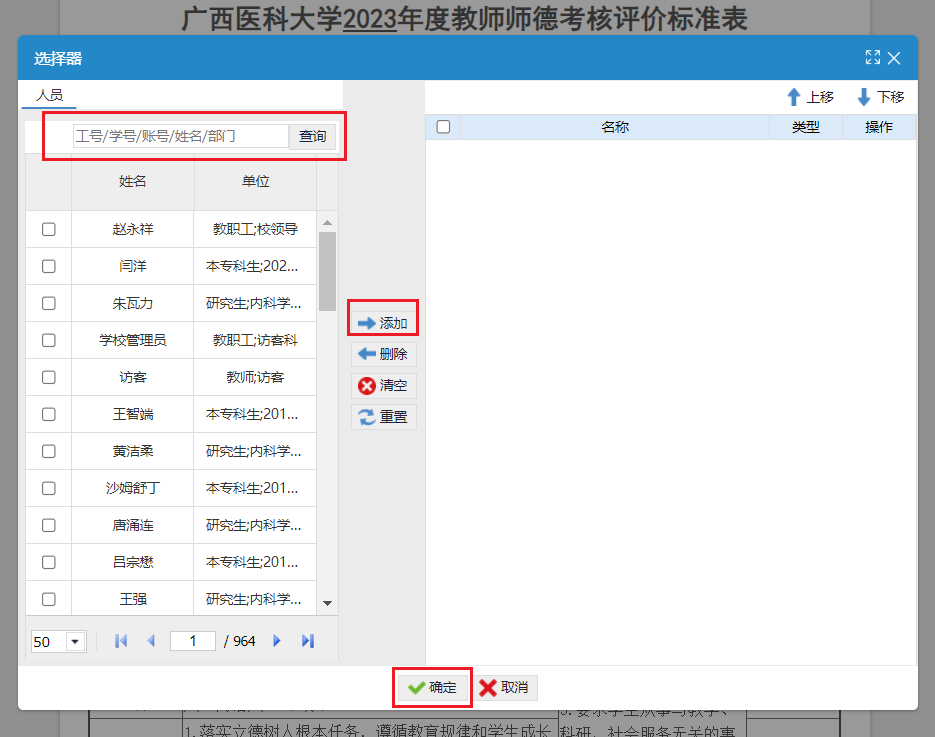 广西医科大学2023年度教师师德考核评价标准表
选择器
人员
上移 下移
工号/学号/账号/姓名/部门 查询
名称 类型 操作
姓名 单位
赵永祥 教职工;校领导
闫洋 本专科生;202...
朱瓦力 研究生;内科学...
添加
学校管理员 教职工;访客科
删除
访客 教师;访客
清空
王智端 本专科生;201...
重置
黄洁柔 研究生;内科学...
沙姆舒丁 本专科生;201...
唐涌连 研究生;内科学...
吕宗懋 本专科生;201...
王强 研究生;内科学...
50 1 / 964
确定 取消
1.落实立德树人根本任务，遵循教育规律和学生成长
科研、社会服务无关的事